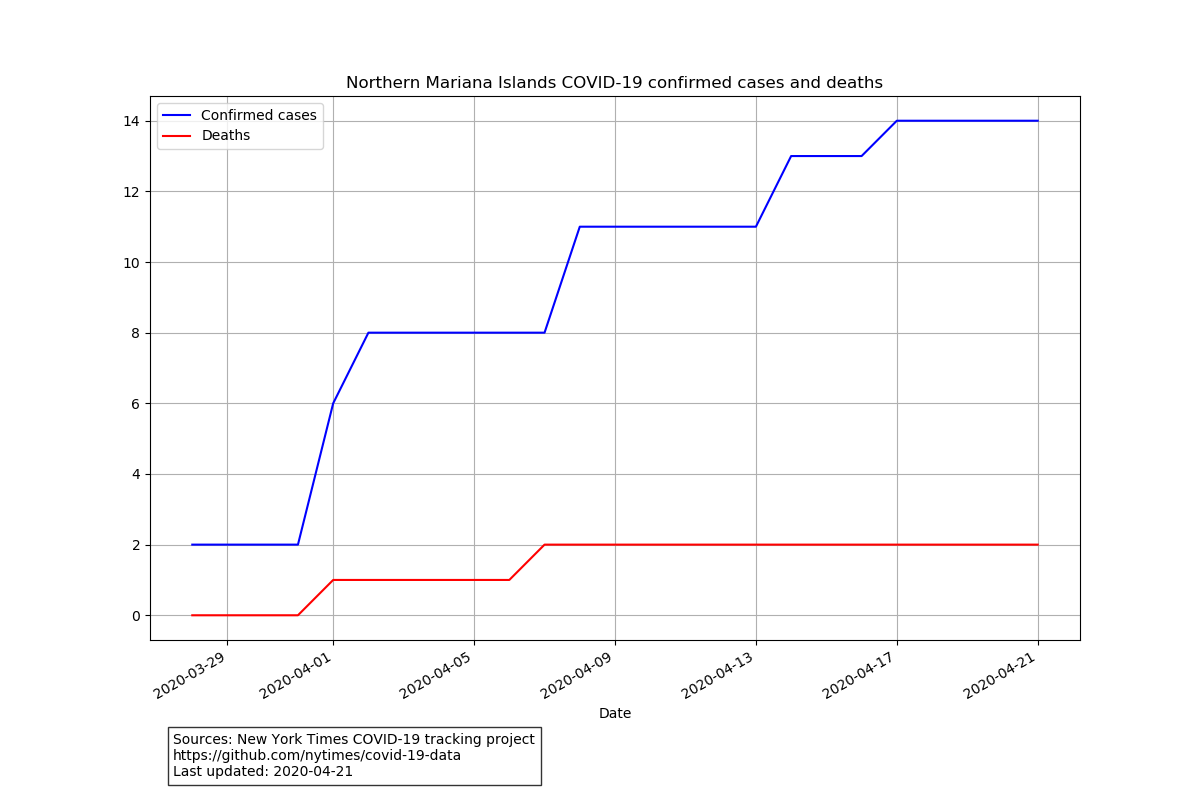 Northern Mariana Islands COVID-19 confirmed cases and deaths
Confirmed cases
Deaths
14
12
10
8
6
4
2
0
2020-03-29
2020-04-01
2020-04-05
2020-04-09
2020-04-13
2020-04-17
2020-04-21
Date
Sources: New York Times COVID-19 tracking project
https://github.com/nytimes/covid-19-data
Last updated: 2020-04-21